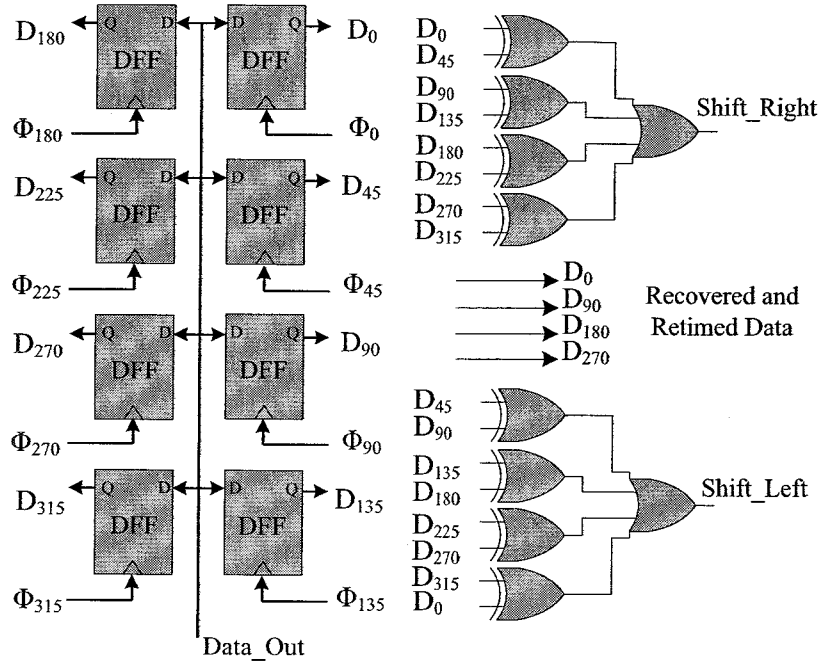 D180 Q D D Q D0
DFF DFF
Φ180 Φ0
D225 Q D D Q D45
DFF DFF
Φ225 Φ45
D270 Q D D Q D90
DFF DFF
Φ270 Φ90
D315 Q D D Q D135
DFF DFF
Φ315 Φ135
Data_Out
D0
D45
D90
D135
D180
D225
D270
D315
Shift_Right
D0
D90
D180
D270
Recovered and
Retimed Data
D45
D90
D135
D180
D225
D270
D315
D0
Shift_Left